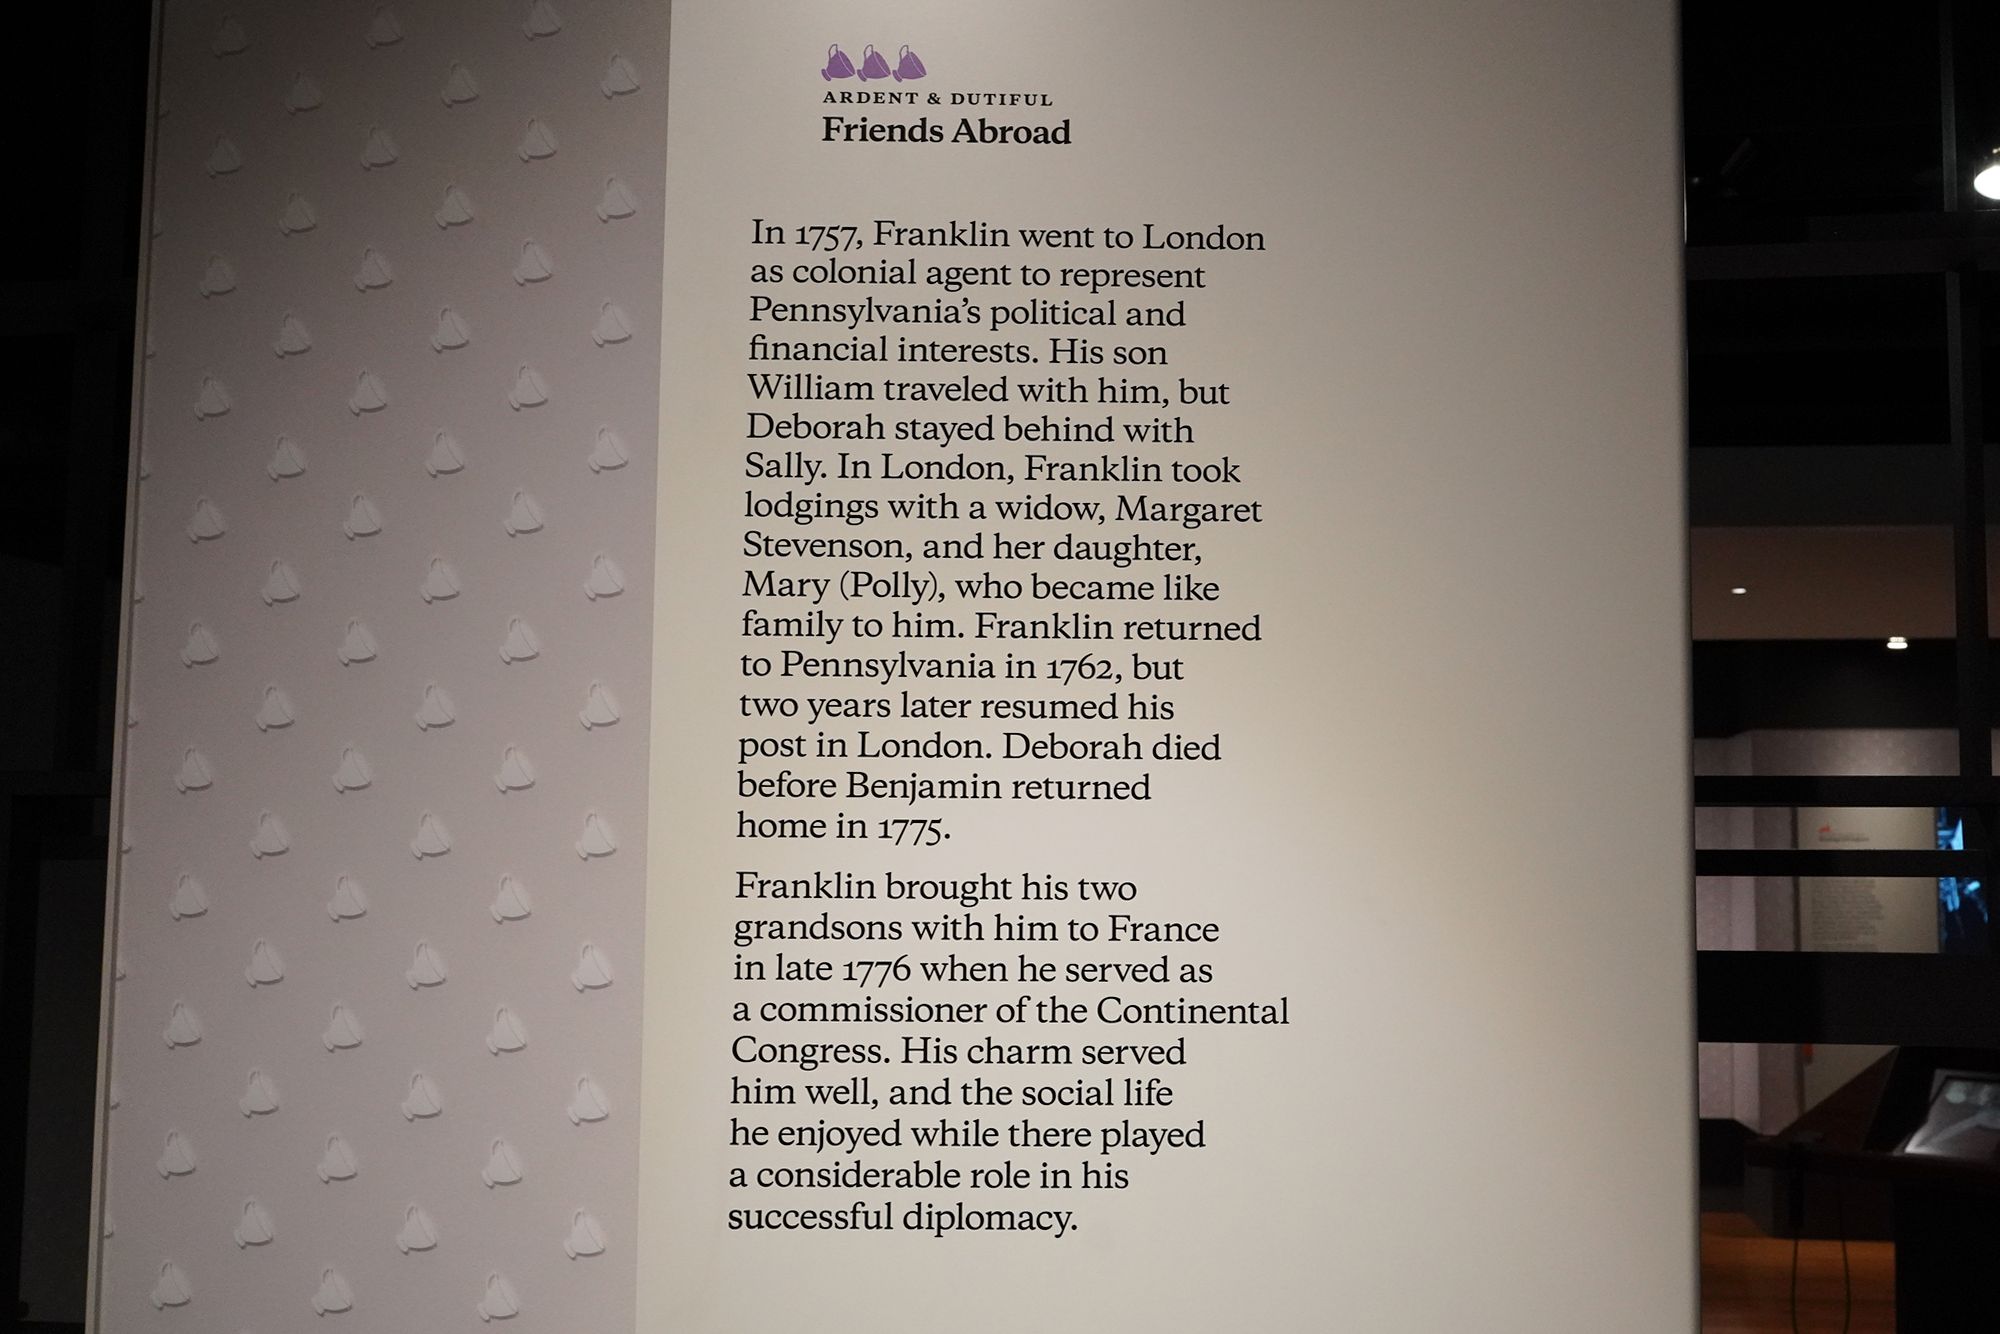 ARDENT & DUTIFUL
Friends Abroad
In 1757, Franklin went to London
as colonial agent to represent
Pennsylvania’s political and
financial interests. His son
William traveled with him, but
Deborah stayed behind with
Sally. In London, Franklin took
lodgings with a widow, Margaret
Stevenson, and her daughter,
Mary (Polly), who became like
family to him. Franklin returned
to Pennsylvania in 1762, but
two years later resumed his
post in London. Deborah died
before Benjamin returned
home in 1775.
Franklin brought his two
grandsons with him to France
in late 1776 when he served as
a commissioner of the Continental
Congress. His charm served
him well, and the social life
he enjoyed while there played
a considerable role in his
successful diplomacy.